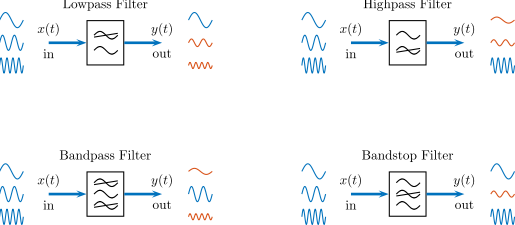 Lowpass Filter
x(t)
in
y(t)
out
Highpass Filter
x(t)
in
y(t)
out
Bandpass Filter
x(t)
in
y(t)
out
Bandstop Filter
x(t)
in
y(t)
out